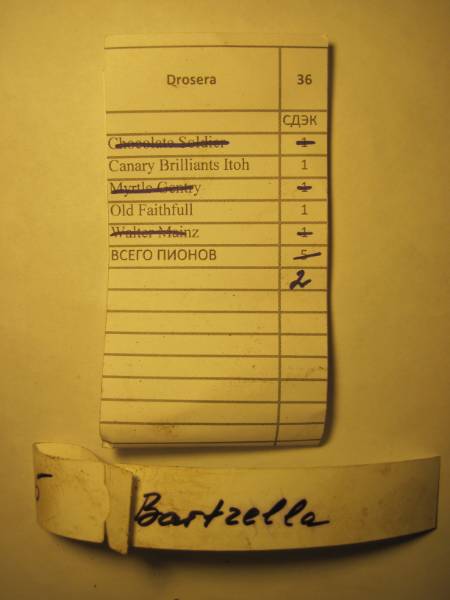 Drosera 36
СДЭК
Chocolate Soldier 1
Canary Brilliants Itoh 1
Myrtle Gentry 1
Old Faithfull 1
Walter Mainz 1
ВСЕГО ПИОНОВ 5
2
Bartzella